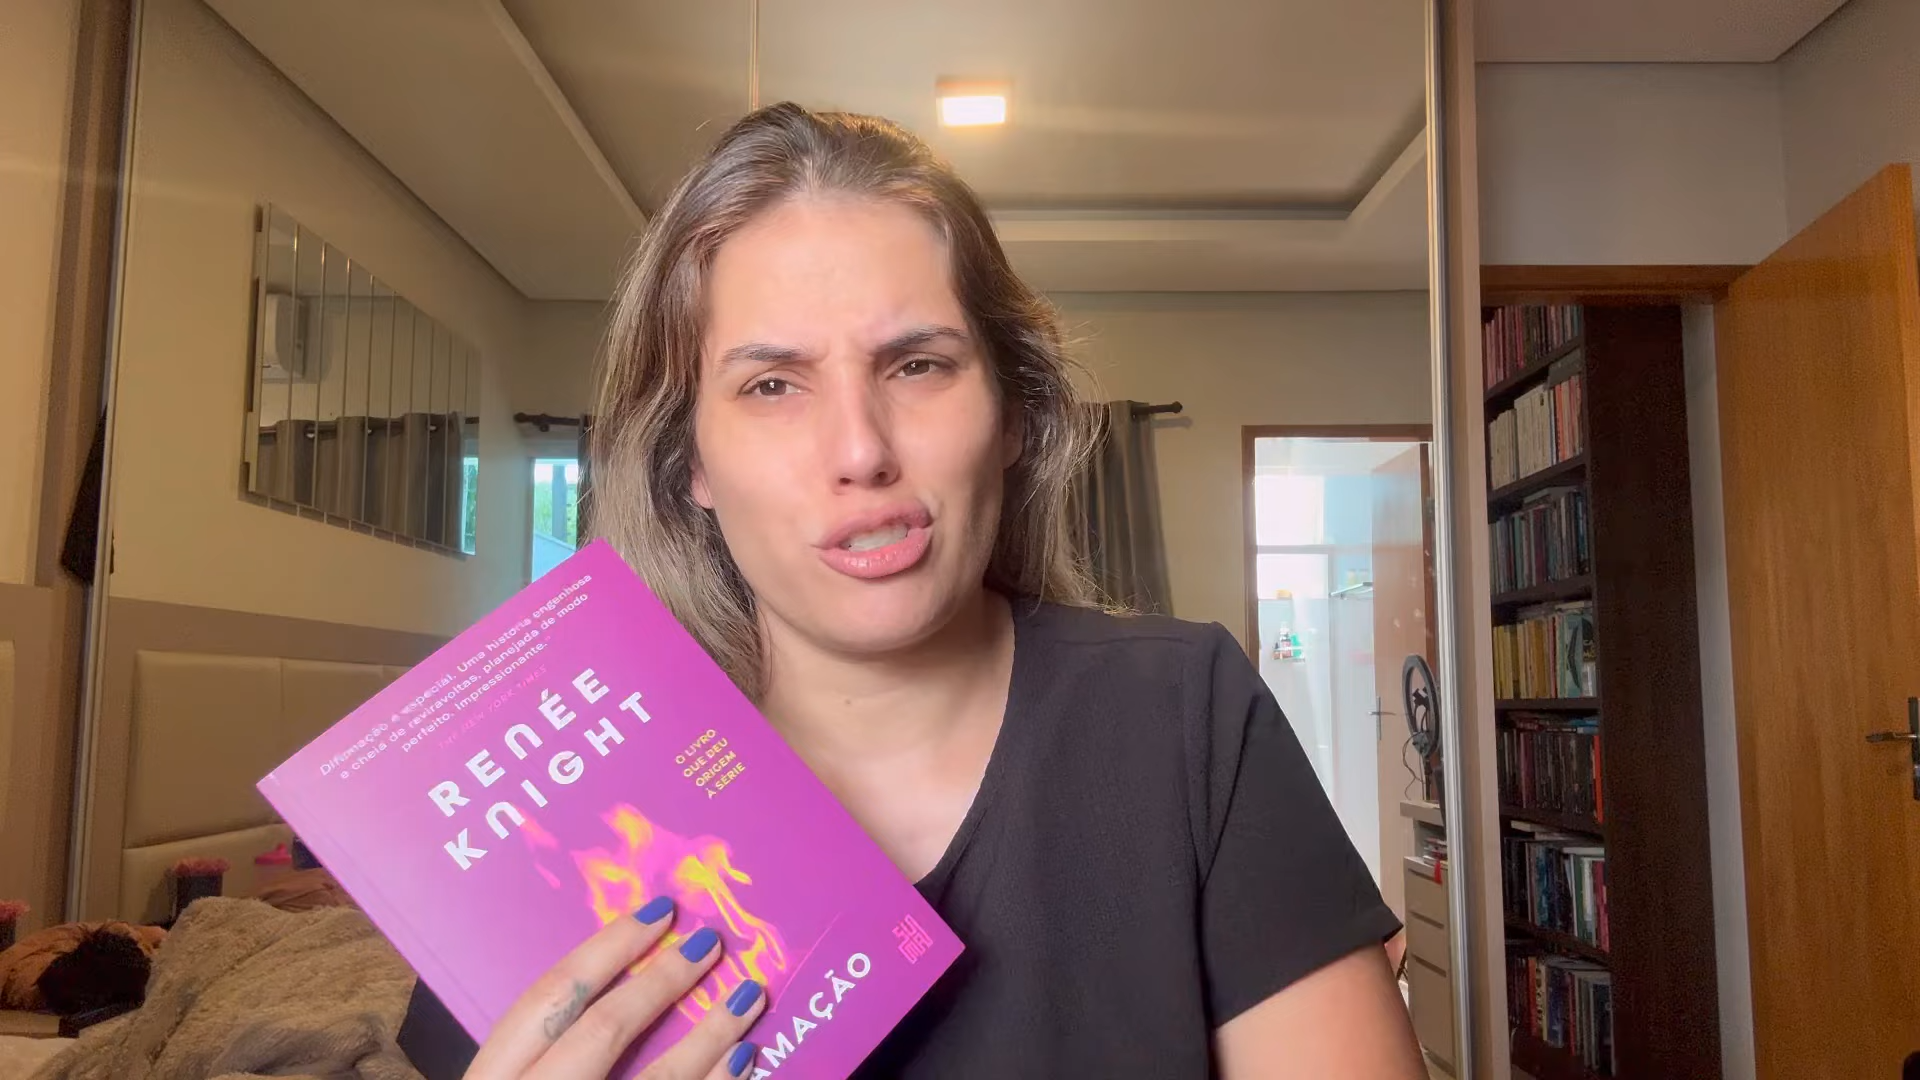 Difamação é especial. Uma história engenhosa
e cheia de reviravoltas, planejada de modo
perfeito. Impressionante."
THE NEW YORK TIMES
RENÉE
KNIGHT
O LIVRO
QUE DEU
ORIGEM
À SÉRIE
AMAÇÃO
SUMA